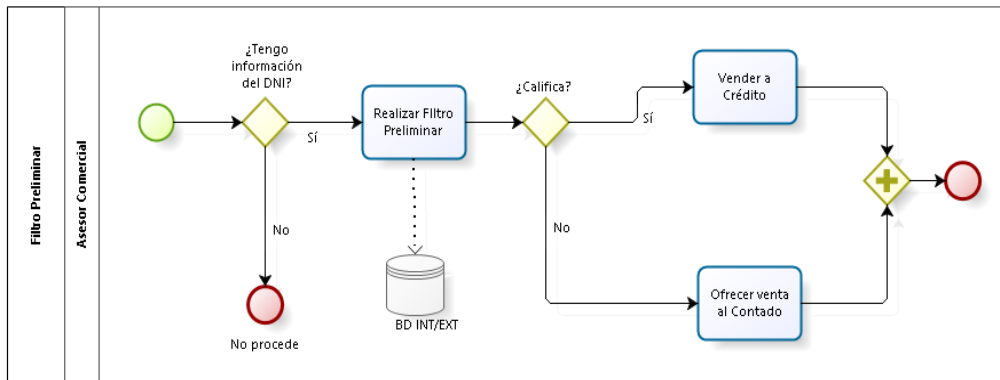 Filtro Preliminar
Asesor Comercial
¿Tengo
información
del DNI?
Sí
No
No procede
Realizar FIltro
Preliminar
BD INT/EXT
¿Califica?
Sí
No
Vender a
Crédito
Ofrecer venta
al Contado